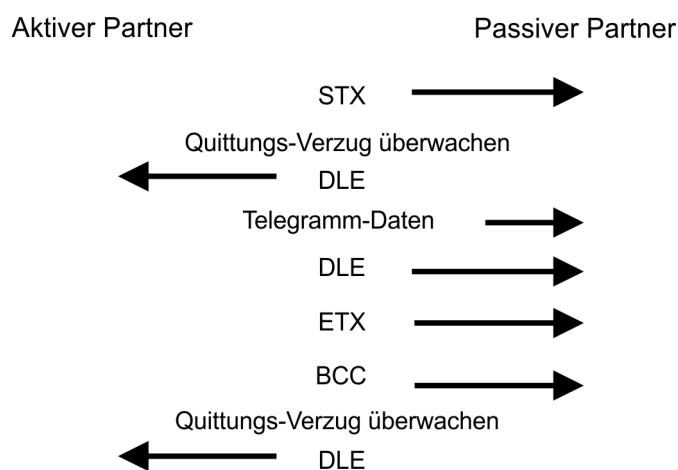 Aktiver Partner
Passiver Partner
STX
Quittungs-Verzug überwachen
DLE
Telegramm-Daten
DLE
ETX
BCC
Quittungs-Verzug überwachen
DLE